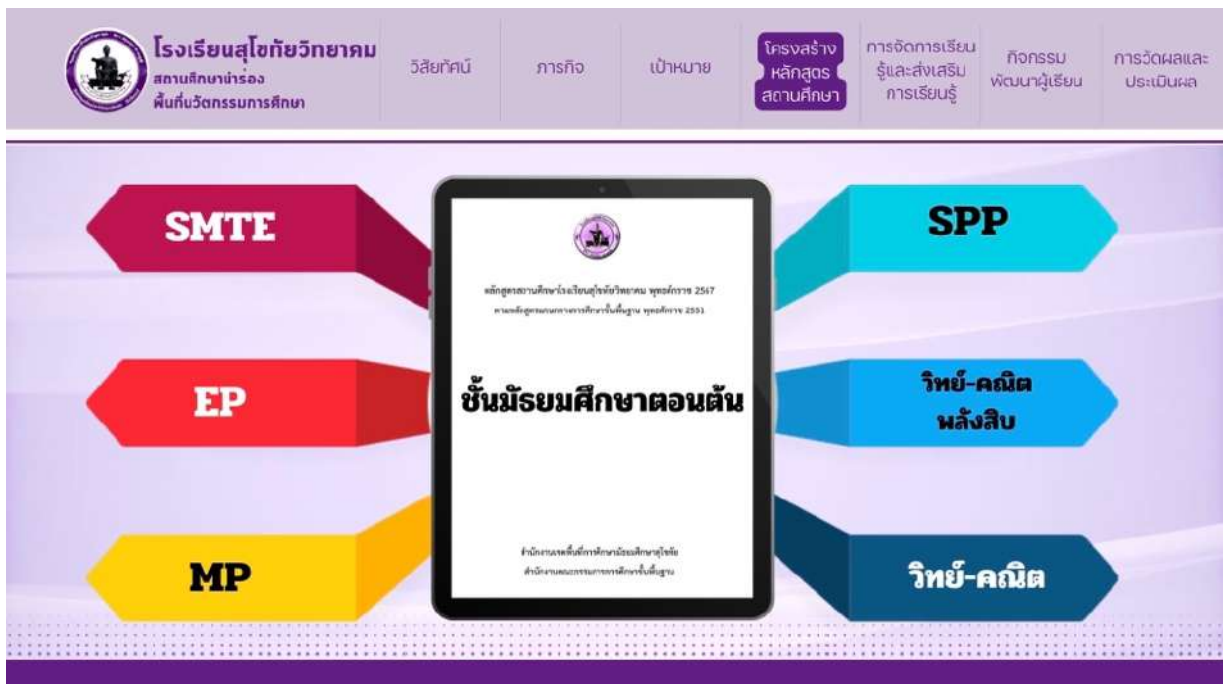 โรงเรียนสุโขทัยวิทยาคม
สถานศึกษานำร่อง
พื้นที่นวัตกรรมการศึกษา
วิสัยทัศน์
ภารกิจ
เป้าหมาย
โครงสร้าง
หลักสูตร
สถานศึกษา
การจัดการเรียน
รู้และส่งเสริม
การเรียนรู้
กิจกรรม
พัฒนาผู้เรียน
การวัดผลและ
ประเมินผล
SMTE
EP
MP
หลักสูตรสถานศึกษาโรงเรียนสุโขทัยวิทยาคม พุทธศักราช 2567
ตามหลักสูตรแกนกลางการศึกษาขั้นพื้นฐาน พุทธศักราช 2551
ชั้นมัธยมศึกษาตอนต้น
สำนักงานเขตพื้นที่การศึกษามัธยมศึกษาสุโขทัย
สำนักงานคณะกรรมการการศึกษาขั้นพื้นฐาน
SPP
วิทย์-คณิต
พลังสิบ
วิทย์-คณิต